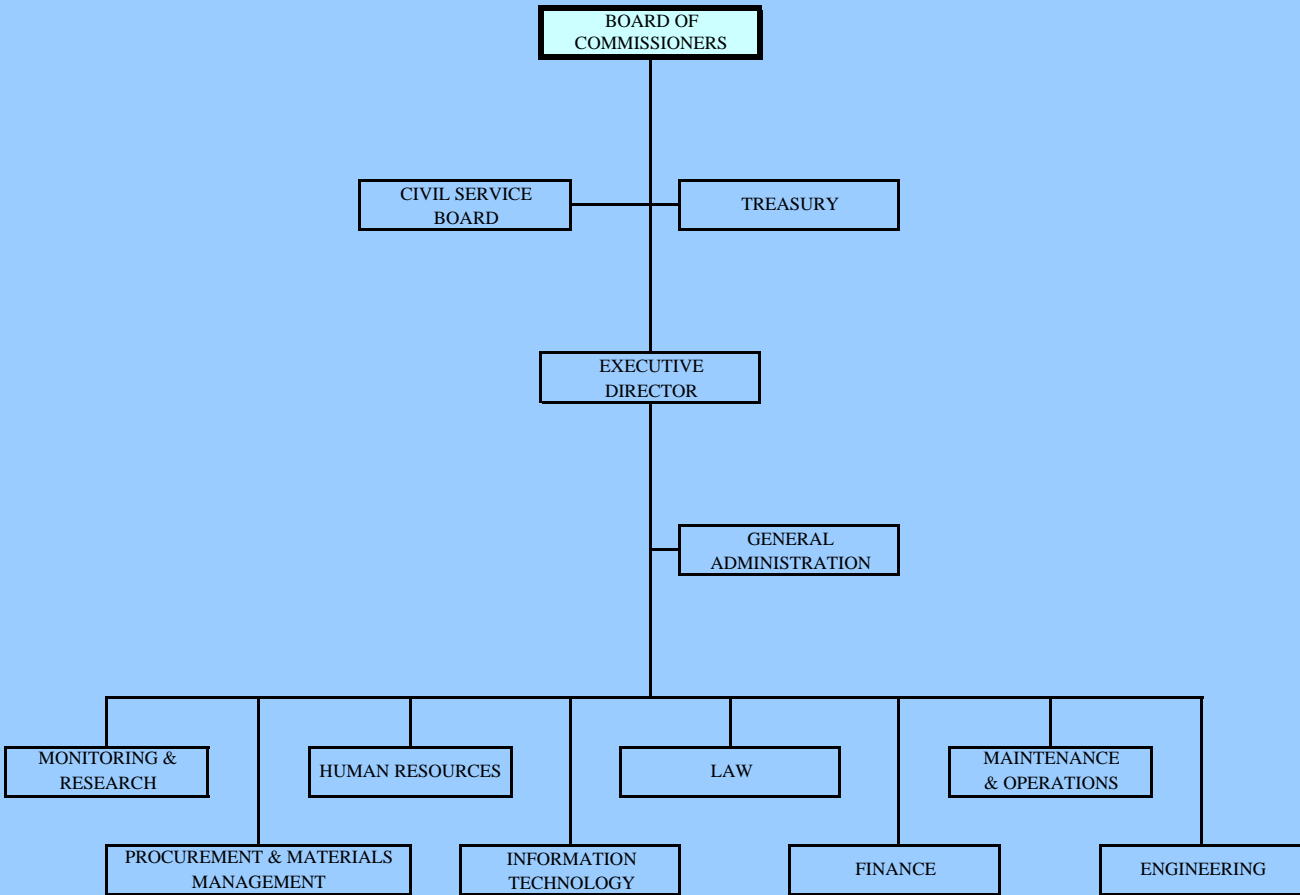 BOARD OF
COMMISSIONERS
CIVIL SERVICE
BOARD
TREASURY
EXECUTIVE
DIRECTOR
GENERAL
ADMINISTRATION
MONITORING &
RESEARCH
HUMAN RESOURCES
LAW
MAINTENANCE
& OPERATIONS
PROCUREMENT & MATERIALS
MANAGEMENT
INFORMATION
TECHNOLOGY
FINANCE
ENGINEERING